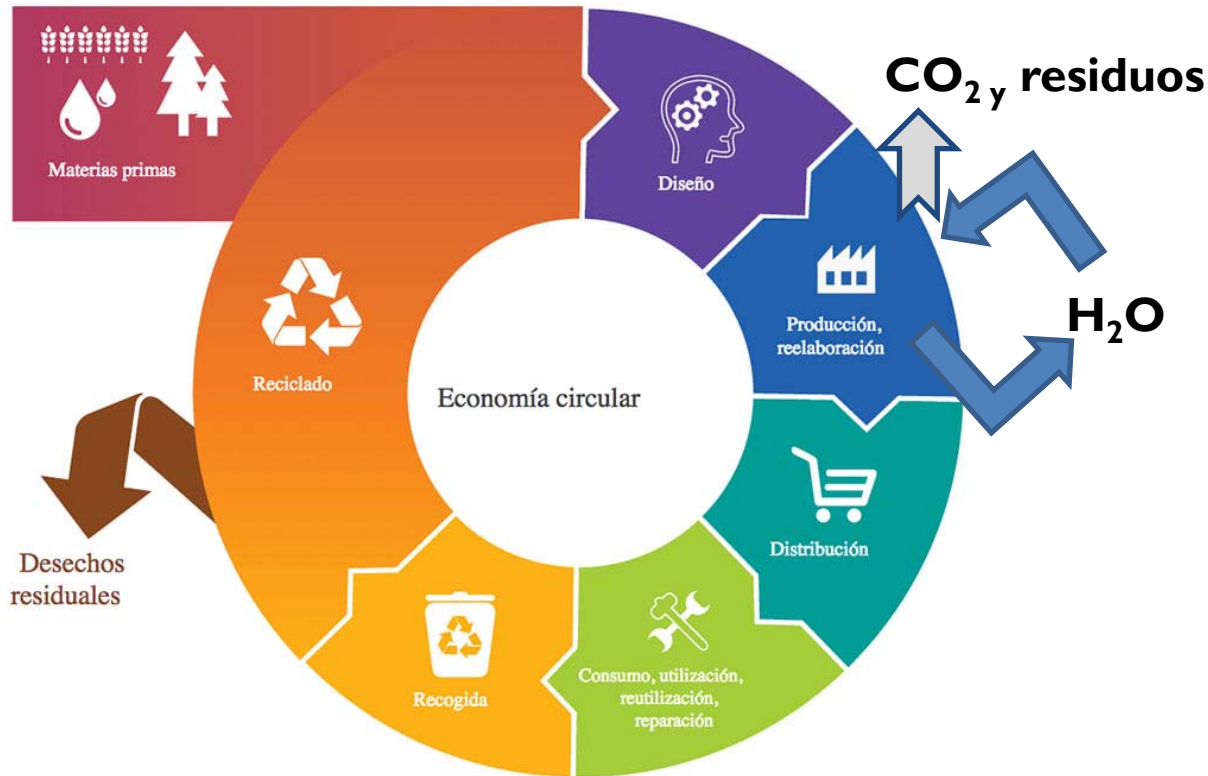 Materias primas
Diseño
CO₂ y residuos
Producción,
reelaboración
H₂O
Distribución
Consumo, utilización,
reutilización,
reparación
Recogida
Reciclado
Desechos
residuales
Economía circular